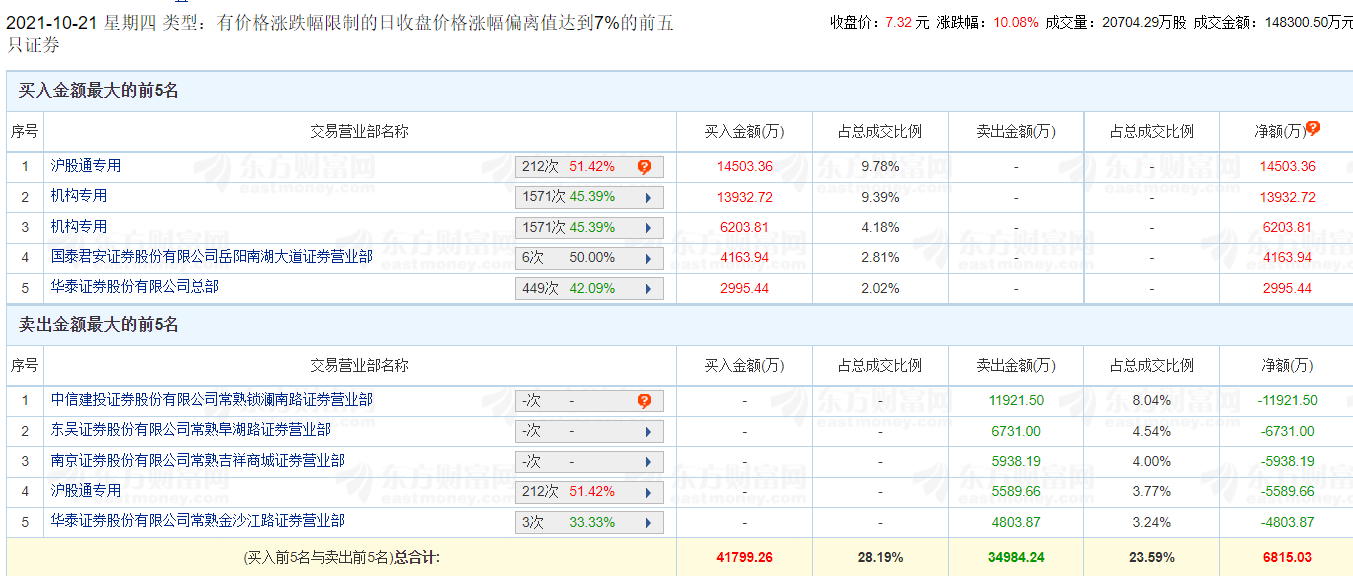 2021-10-21 星期四 类型：有价格涨跌幅限制的日收盘价格涨幅偏离值达到7%的前五
只证券
收盘价：7.32 元 涨跌幅：10.08% 成交量：20704.29万股 成交金额：148300.50万元
买入金额最大的前5名
序号 交易营业部名称 买入金额(万) 占总成交比例 卖出金额(万) 占总成交比例 净额(万)
1 沪股通专用 212次 51.42% 14503.36 9.78% - - 14503.36
2 机构专用 1571次 45.39% 13932.72 9.39% - - 13932.72
3 机构专用 1571次 45.39% 6203.81 4.18% - - 6203.81
4 国泰君安证券股份有限公司岳阳南湖大道证券营业部 6次 50.00% 4163.94 2.81% - - 4163.94
5 华泰证券股份有限公司总部 449次 42.09% 2995.44 2.02% - - 2995.44
卖出金额最大的前5名
序号 交易营业部名称 买入金额(万) 占总成交比例 卖出金额(万) 占总成交比例 净额(万)
1 中信建投证券股份有限公司常熟锁澜南路证券营业部 -次 - - - 11921.50 8.04% -11921.50
2 东吴证券股份有限公司常熟阜湖路证券营业部 -次 - - - 6731.00 4.54% -6731.00
3 南京证券股份有限公司常熟吉祥商城证券营业部 -次 - - - 5938.19 4.00% -5938.19
4 沪股通专用 212次 51.42% - - 5589.66 3.77% -5589.66
5 华泰证券股份有限公司常熟金沙江路证券营业部 3次 33.33% - - 4803.87 3.24% -4803.87
(买入前5名与卖出前5名)总合计: 41799.26 28.19% 34984.24 23.59% 6815.03
东方财富网
eastmoney.com